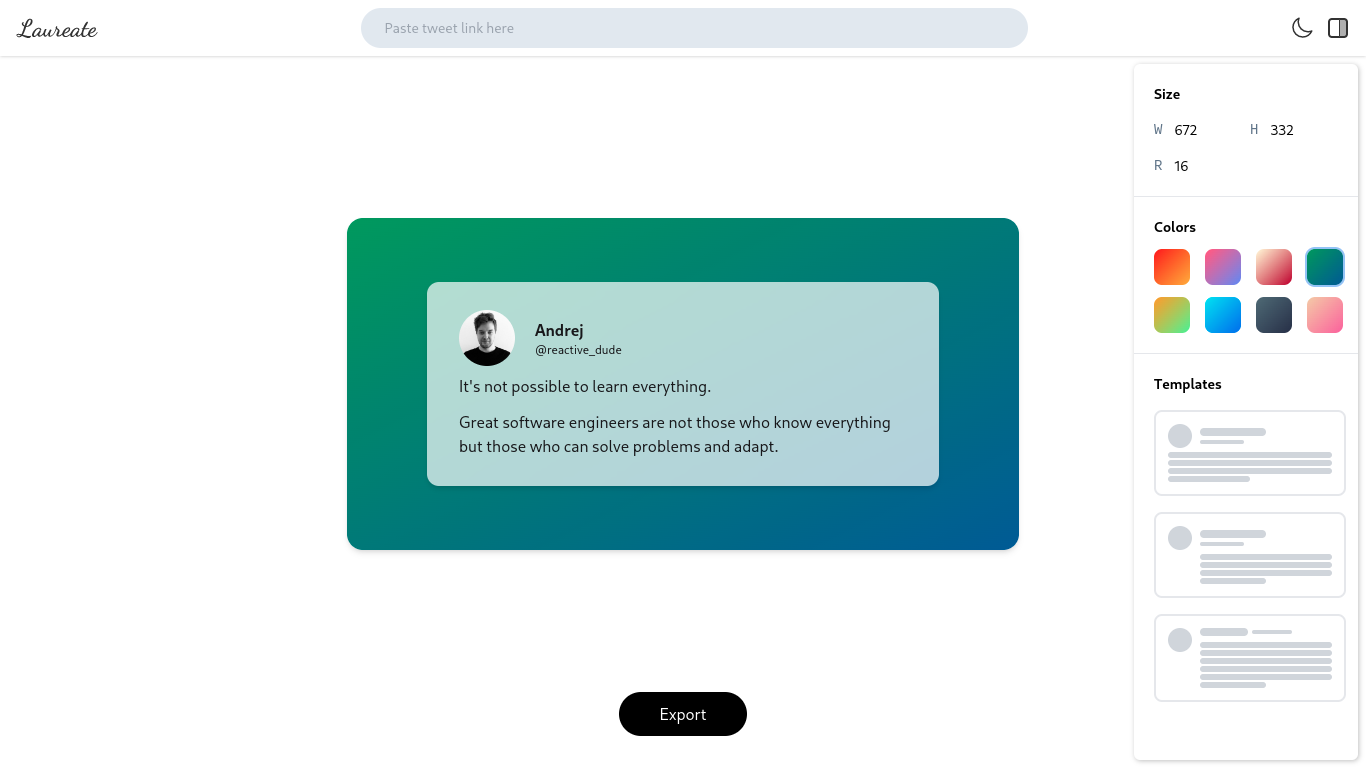 Laureate
Paste tweet link here
Size
W 672 H 332
R 16
Colors
Templates
Andrej
@reactive_dude
It's not possible to learn everything.
Great software engineers are not those who know everything
but those who can solve problems and adapt.
Export